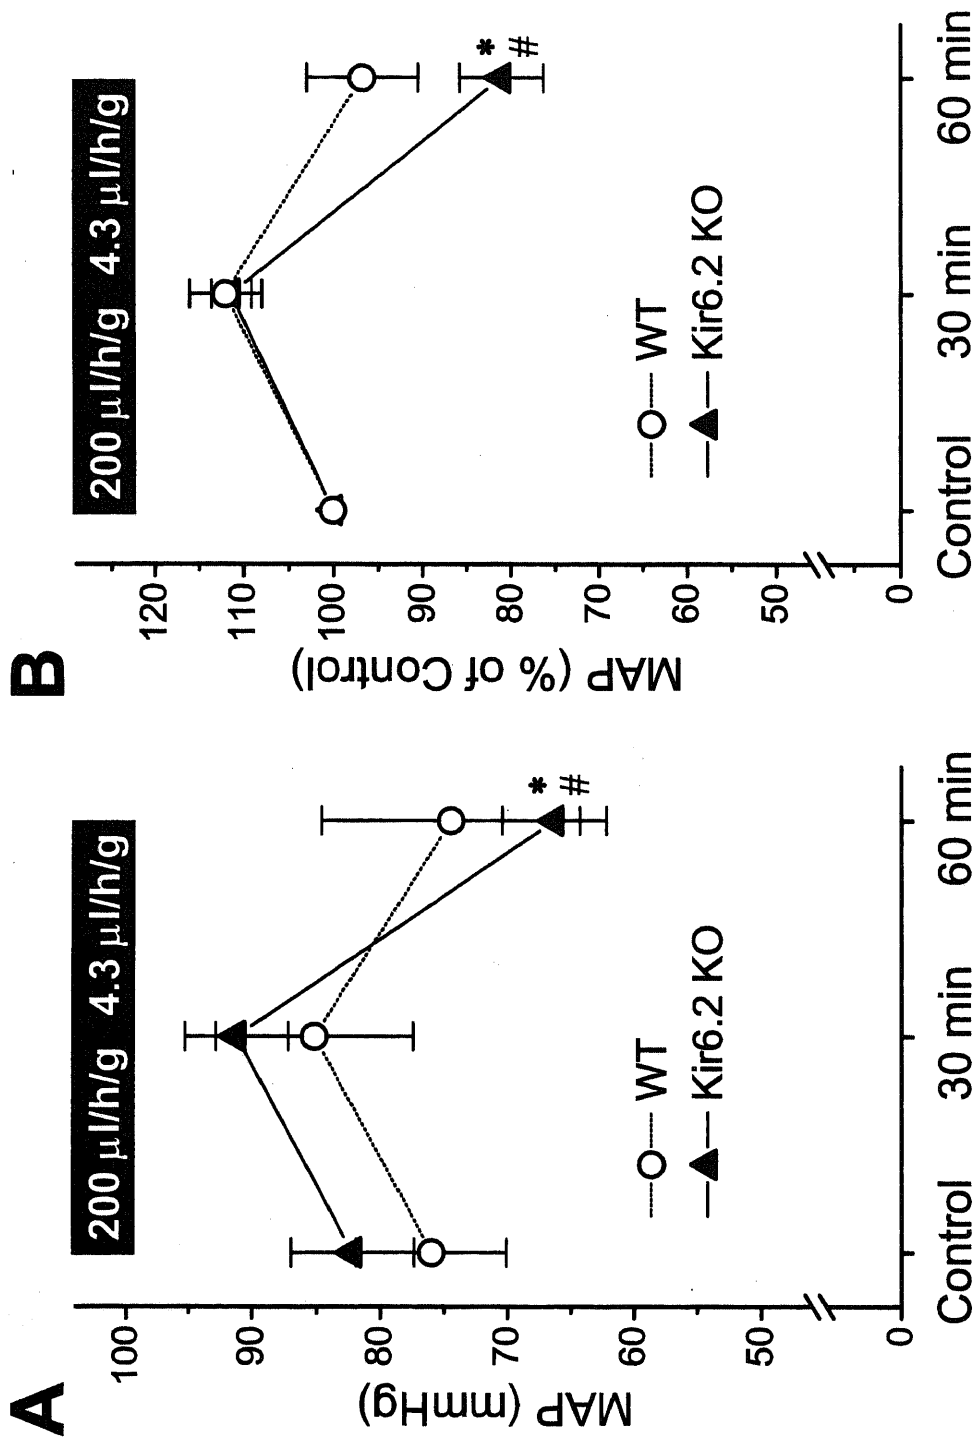 A
200 µl/h/g 4.3 µl/h/g
100
90
80
70
60
50
0
MAP (mmHg)
WT
Kir6.2 KO
*
#
Control 30 min 60 min
B
200 µl/h/g 4.3 µl/h/g
120
110
100
90
80
70
60
50
0
MAP (% of Control)
WT
Kir6.2 KO
*
#
Control 30 min 60 min